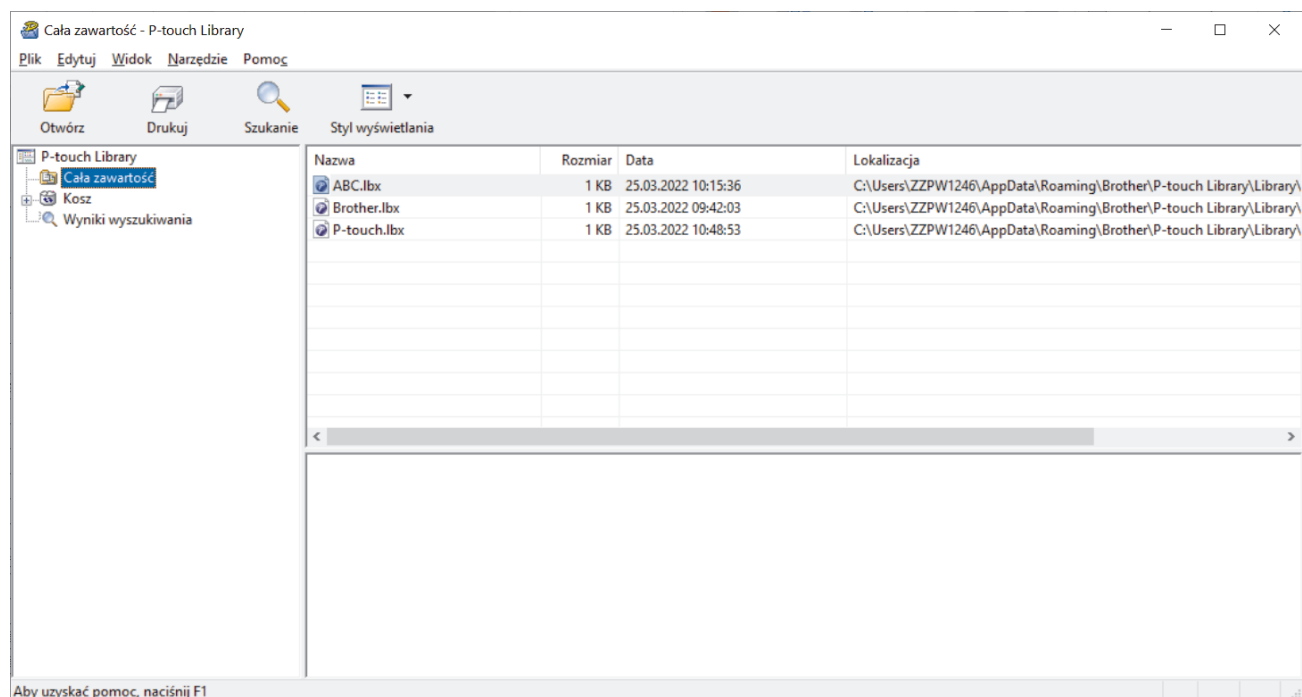 Cała zawartość - P-touch Library
Plik Edytuj Widok Narzędzie Pomoc
Otwórz Drukuj Szukanie Styl wyświetlania
P-touch Library
Cała zawartość
Kosz
Wyniki wyszukiwania
Nazwa Rozmiar Data Lokalizacja
ABC.lbx 1 KB 25.03.2022 10:15:36 C:\Users\ZZPW1246\AppData\Roaming\Brother\P-touch Library\Library\
Brother.lbx 1 KB 25.03.2022 09:42:03 C:\Users\ZZPW1246\AppData\Roaming\Brother\P-touch Library\Library\
P-touch.lbx 1 KB 25.03.2022 10:48:53 C:\Users\ZZPW1246\AppData\Roaming\Brother\P-touch Library\Library\
Aby uzyskać pomoc, naciśnij F1